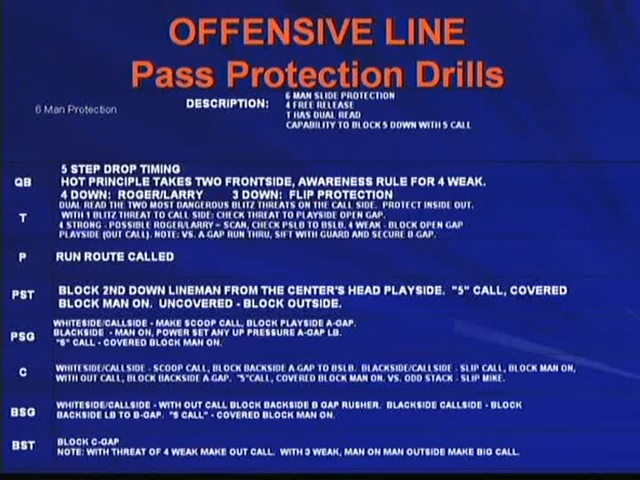 OFFENSIVE LINE
Pass Protection Drills
6 Man Protection
DESCRIPTION:
6 MAN SLIDE PROTECTION
4 FREE RELEASE
T HAS DUAL READ
CAPABILITY TO BLOCK 5 DOWN WITH 5 CALL
QB
5 STEP DROP TIMING
HOT PRINCIPLE TAKES TWO FRONTSIDE, AWARENESS RULE FOR 4 WEAK.
4 DOWN: ROGER/LARRY 3 DOWN: FLIP PROTECTION
T
DUAL READ THE TWO MOST DANGEROUS BLITZ THREATS ON THE CALL SIDE. PROTECT INSIDE OUT.
WITH 1 BLITZ THREAT TO CALL SIDE: CHECK THREAT TO PLAYSIDE OPEN GAP.
4 STRONG - POSSIBLE ROGER/LARRY - SCAN, CHECK PSLB TO BSLB. 4 WEAK - BLOCK OPEN GAP
PLAYSIDE (OUT CALL). NOTE: VS. A GAP RUN THRU, SIFT WITH GUARD AND SECURE B GAP.
P
RUN ROUTE CALLED
PST
BLOCK 2ND DOWN LINEMAN FROM THE CENTER'S HEAD PLAYSIDE. "5" CALL, COVERED
BLOCK MAN ON. UNCOVERED - BLOCK OUTSIDE.
PSG
WHITESIDE/CALLSIDE - MAKE SCOOP CALL, BLOCK PLAYSIDE A-GAP.
BLACKSIDE - MAN ON, POWER SET ANY UP PRESSURE A-GAP LB.
"5" CALL - COVERED BLOCK MAN ON.
C
WHITESIDE/CALLSIDE - SCOOP CALL, BLOCK BACKSIDE A GAP TO BSLB. BLACKSIDE/CALLSIDE - SLIP CALL, BLOCK MAN ON,
WITH OUT CALL, BLOCK BACKSIDE A-GAP. "5"CALL, COVERED BLOCK MAN ON. VS. ODD STACK - SLIP MIKE.
BSG
WHITESIDE/CALLSIDE - WITH OUT CALL BLOCK BACKSIDE B GAP RUSHER. BLACKSIDE CALLSIDE - BLOCK
BACKSIDE LB TO B-GAP. "5 CALL" - COVERED BLOCK MAN ON.
BST
BLOCK C-GAP
NOTE: WITH THREAT OF 4 WEAK MAKE OUT CALL. WITH 3 WEAK, MAN ON MAN OUTSIDE MAKE BIG CALL.